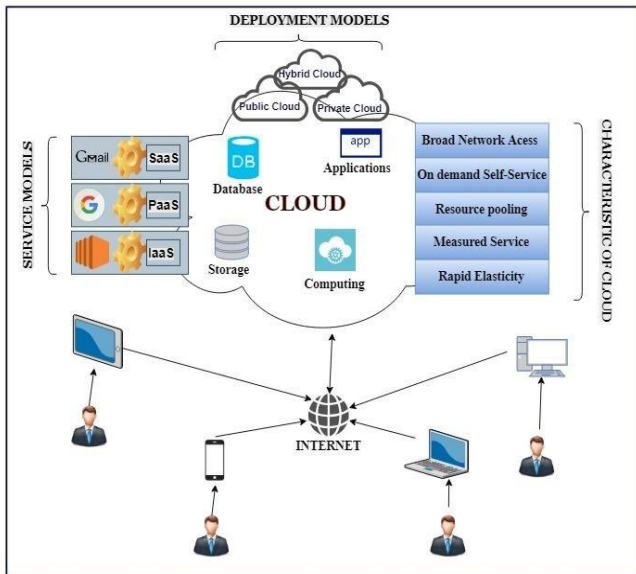 DEPLOYMENT MODELS
Hybrid Cloud
Public Cloud
Private Cloud
SERVICE MODELS
Gmail
SaaS
G
PaaS
IaaS
DB
Database
app
Applications
CLOUD
Storage
Computing
Broad Network Acess
On demand Self-Service
Resource pooling
Measured Service
Rapid Elasticity
CHARACTERISTIC OF CLOUD
INTERNET